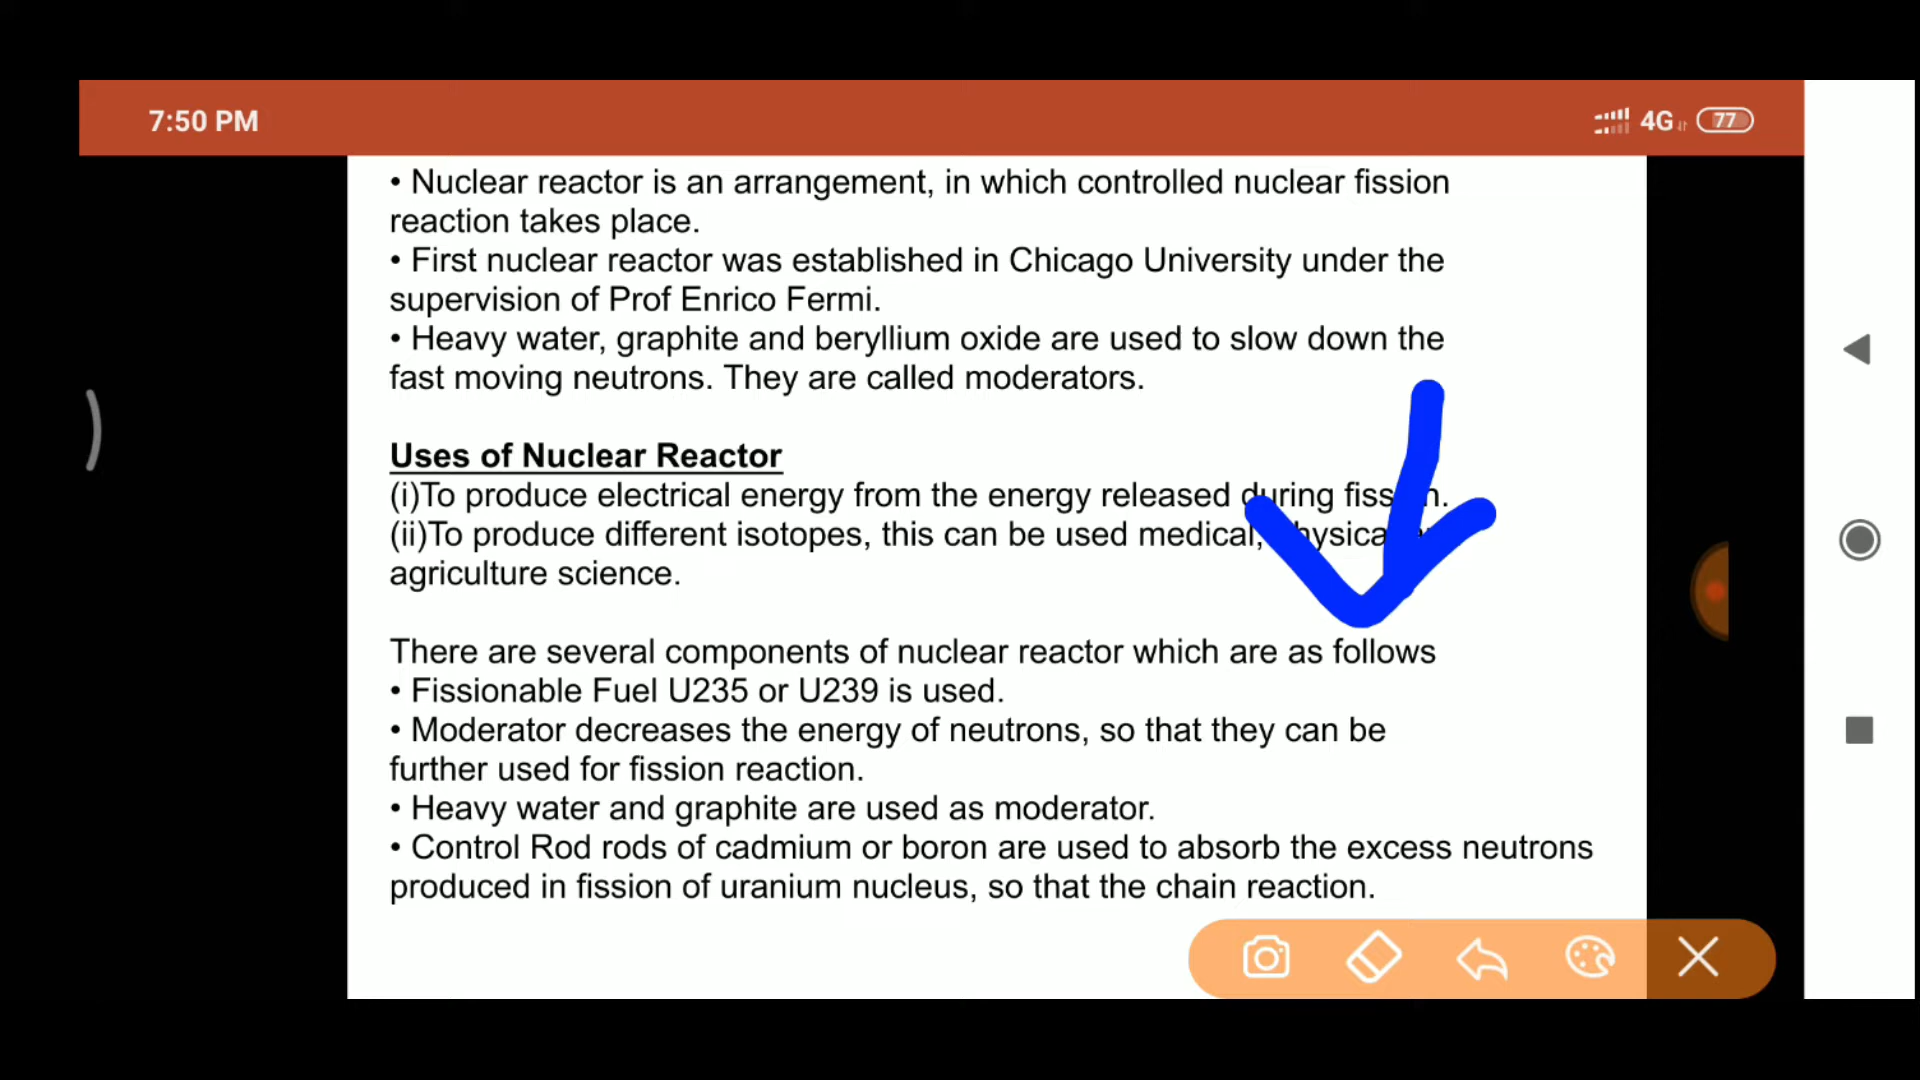 7:50 PM
4G 77
• Nuclear reactor is an arrangement, in which controlled nuclear fission
reaction takes place.
• First nuclear reactor was established in Chicago University under the
supervision of Prof Enrico Fermi.
• Heavy water, graphite and beryllium oxide are used to slow down the
fast moving neutrons. They are called moderators.
Uses of Nuclear Reactor
(i)To produce electrical energy from the energy released during
(ii)To produce different isotopes, this can be used medical,
agriculture science.
There are several components of nuclear reactor which are as follows
• Fissionable Fuel U235 or U239 is used.
• Moderator decreases the energy of neutrons, so that they can be
further used for fission reaction.
• Heavy water and graphite are used as moderator.
• Control Rod rods of cadmium or boron are used to absorb the excess neutrons
produced in fission of uranium nucleus, so that the chain reaction.